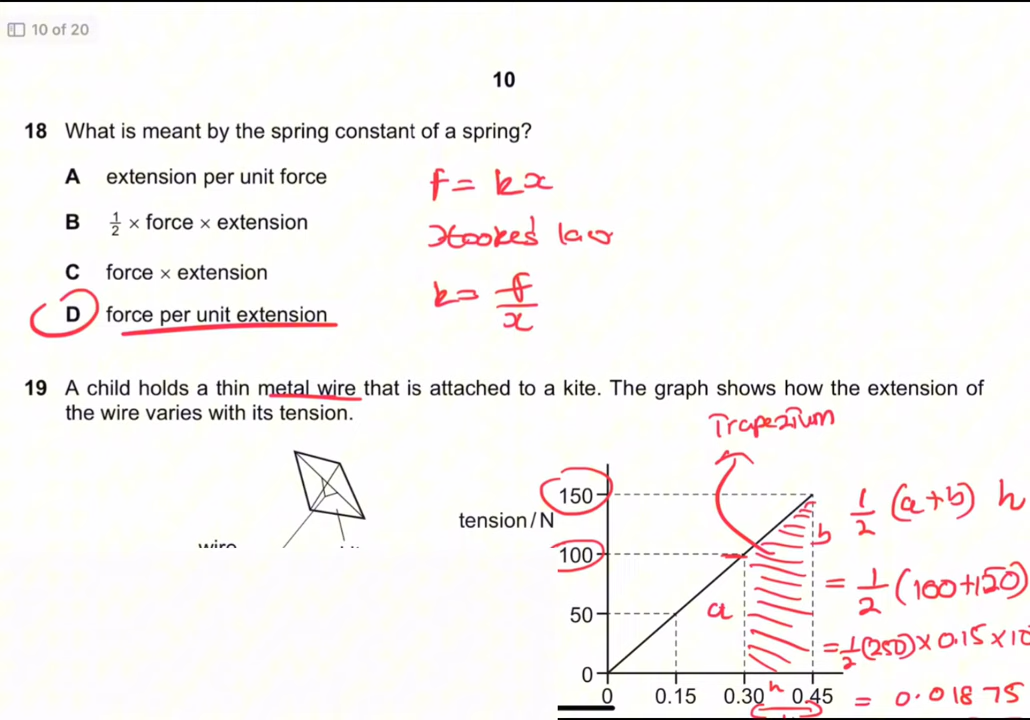 10 of 20
10
18 What is meant by the spring constant of a spring?
A extension per unit force
B 1/2 × force × extension
C force × extension
D force per unit extension
f = kx
Hookes law
k = f/x
19 A child holds a thin metal wire that is attached to a kite. The graph shows how the extension of
the wire varies with its tension.
Trapezium
wire
tension/N
150
100
50
0
0 0.15 0.30 0.45
a
b
h
1/2 (a+b) h
= 1/2 (100+150)
= 1/2 (250) × 0.15 × 10
= 0.01875